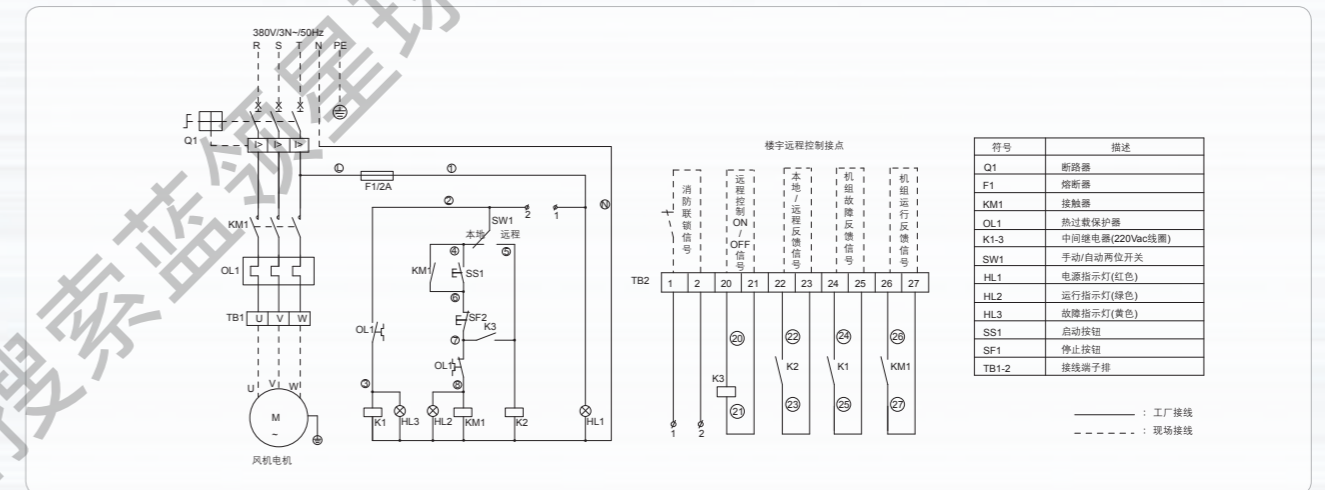 搜索蓝领星球
380V/3N~/50Hz
R S T N PE
Q1
I> I> I>
L
F1/2A
1
2
N
2 1
SW1
本地 远程
4
5
KM1
KM1
SS1
OL1
6
SF2
K3
TB1 U V W
OL1
7
OL1
8
3
U V W
M
~
K1 HL3 HL2 KM1 K2 HL1
风机电机
楼宇远程控制接点
消防联锁信号
远程控制ON/OFF信号
本地/远程反馈信号
机组故障反馈信号
机组运行反馈信号
TB2 1 2 20 21 22 23 24 25 26 27
20 22 24 26
K3 K2 K1 KM1
21 23 25 27
1 2
符号 描述
Q1 断路器
F1 熔断器
KM1 接触器
OL1 热过载保护器
K1-3 中间继电器(220Vac线圈)
SW1 手动/自动两位开关
HL1 电源指示灯(红色)
HL2 运行指示灯(绿色)
HL3 故障指示灯(黄色)
SS1 启动按钮
SF1 停止按钮
TB1-2 接线端子排
: 工厂接线
: 现场接线